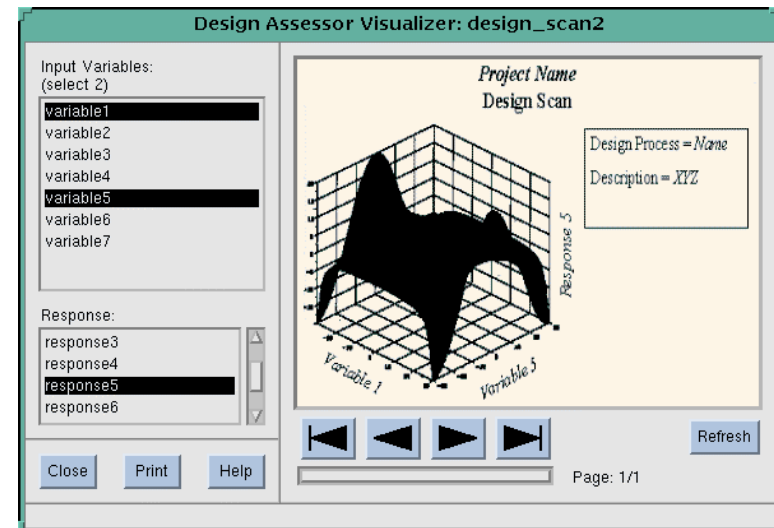 Design Assessor Visualizer: design_scan2
Input Variables:
(select 2)
variable1
variable2
variable3
variable4
variable5
variable6
variable7
Response:
response3
response4
response5
response6
Close
Print
Help
Project Name
Design Scan
Design Process = Name
Description = XYZ
Response 5
Variable 1
Variable 5
Refresh
Page: 1/1